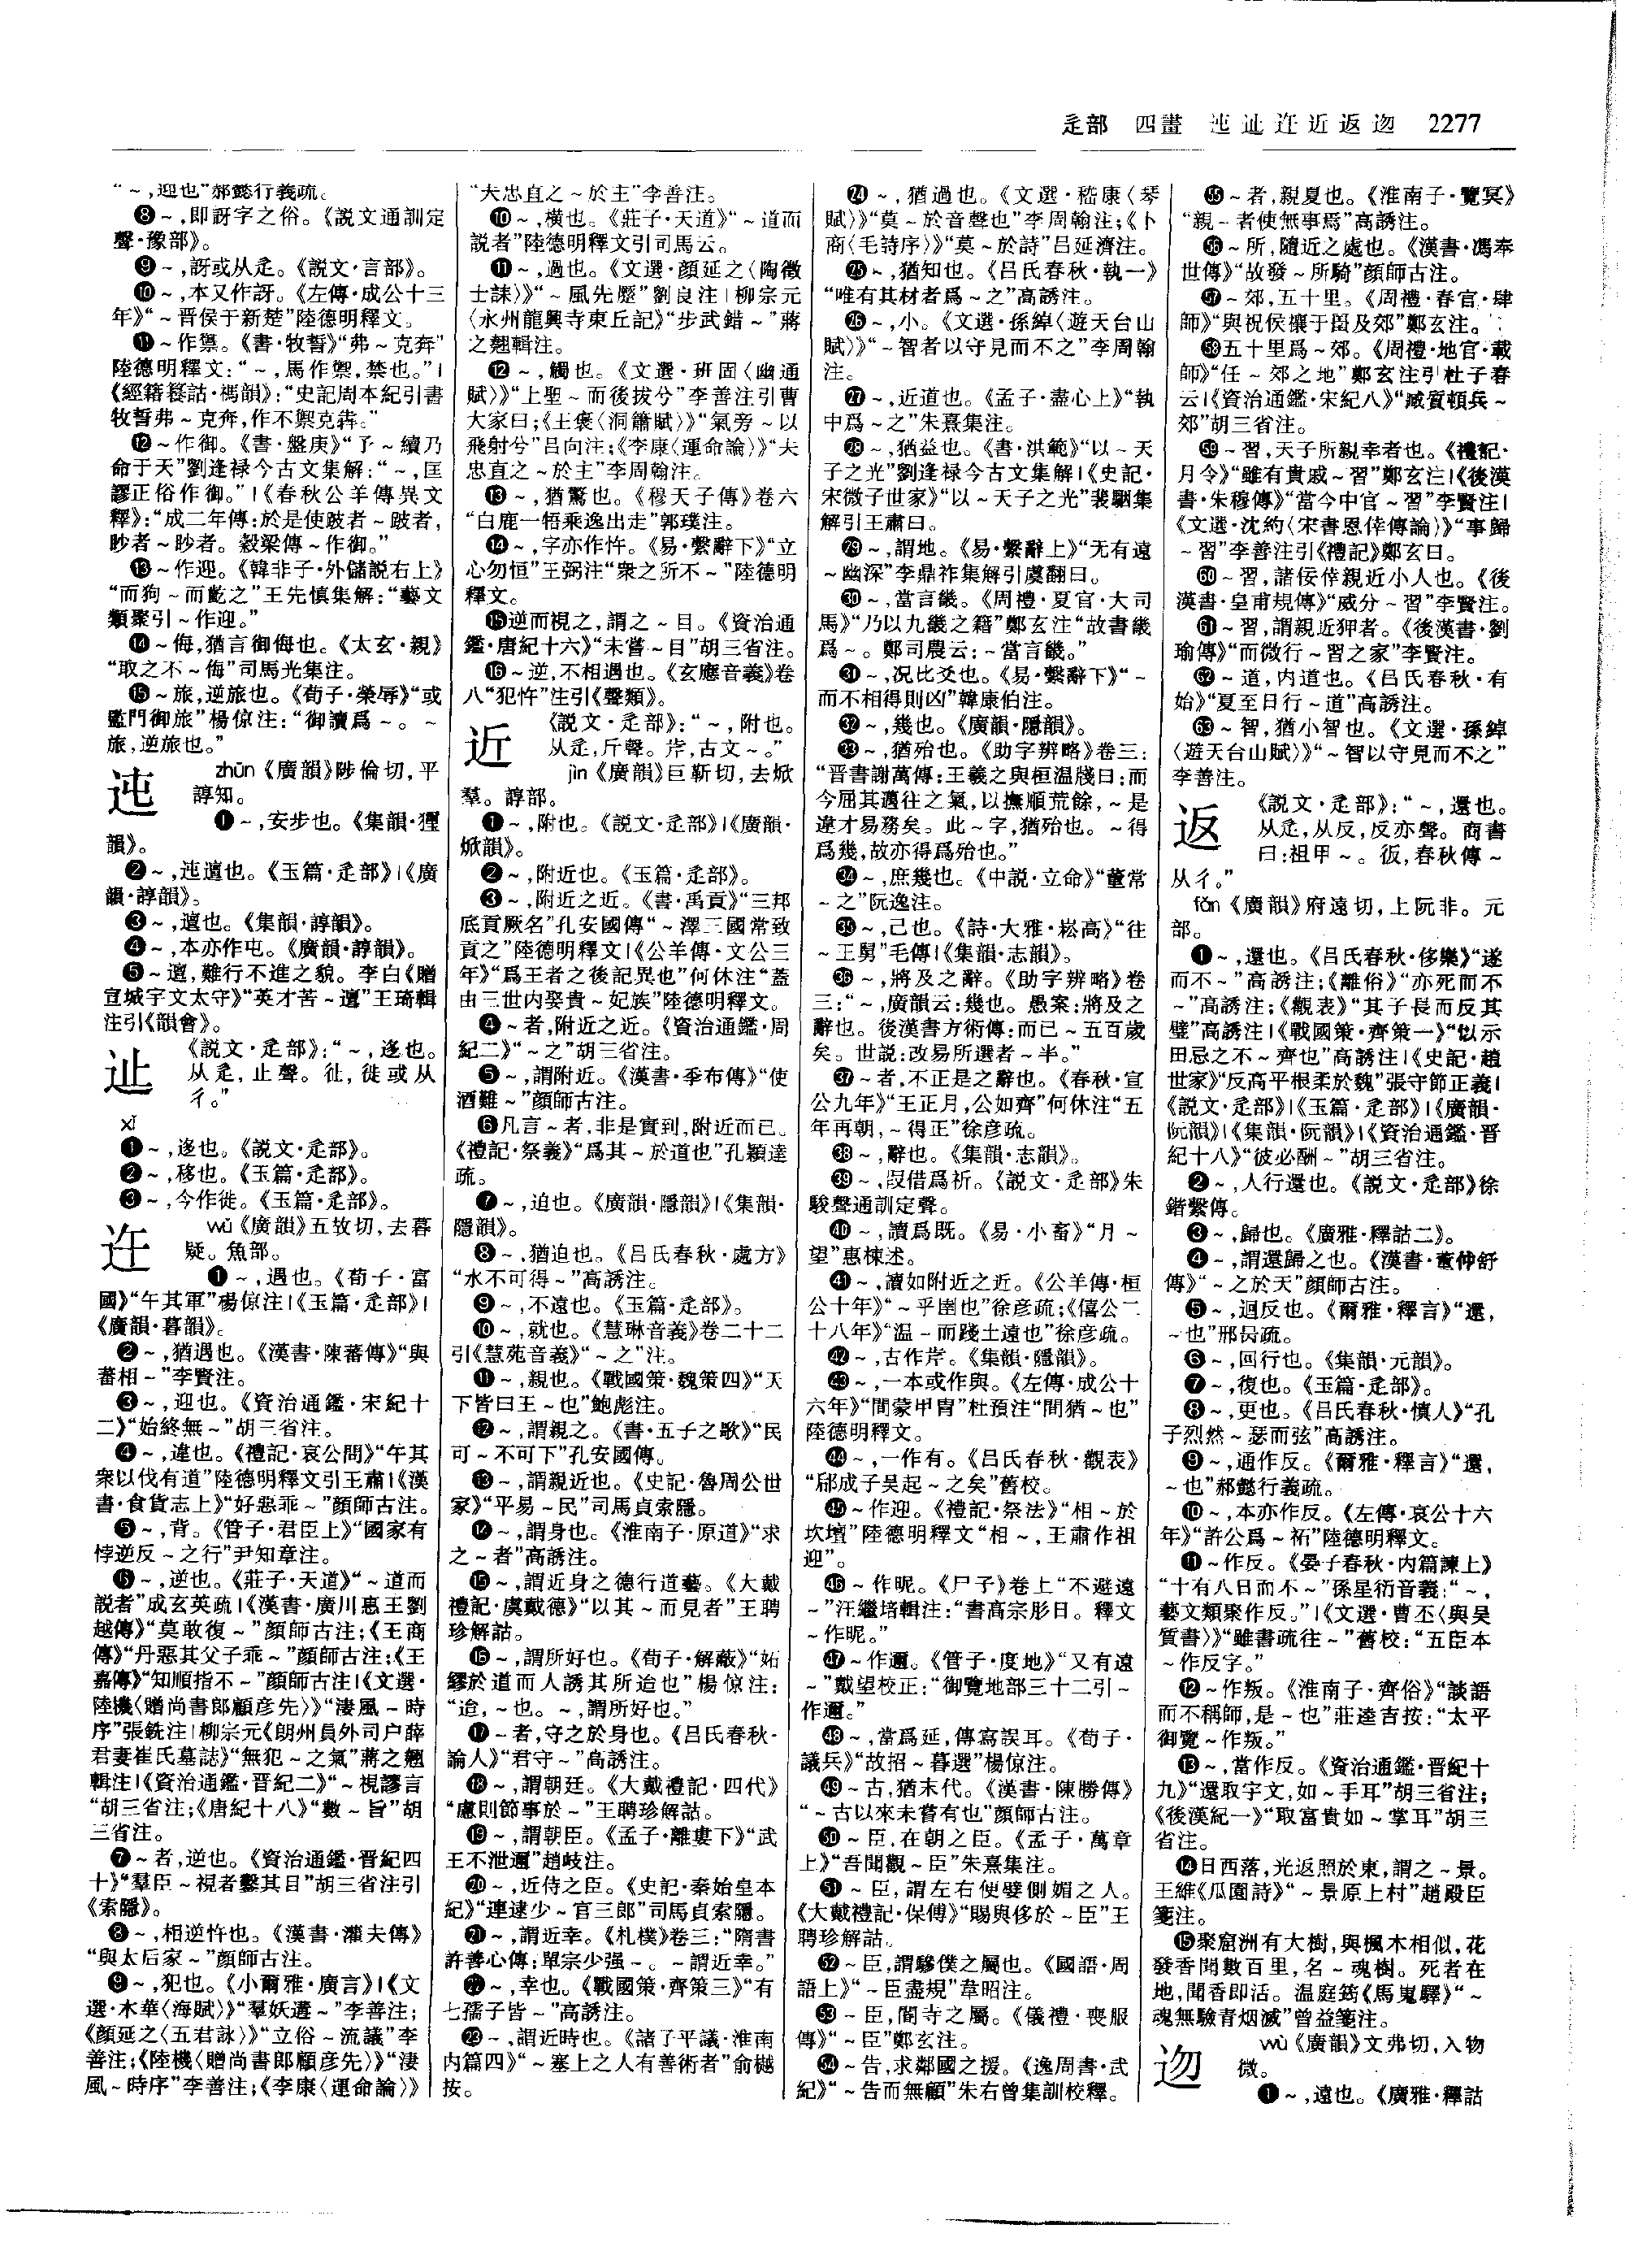 辵部 四畫 迍䢌迕近返迿 2277
“～，迎也”郝懿行義疏。
❽～，即訝字之俗。《説文通訓定
聲·豫部》。
❾～，訝或从辵。《説文·言部》。
❿～，本又作訝。《左傳·成公十三
年》“～晋侯于新楚”陸德明釋文。
⓫～作禦。《書·牧誓》“弗～克奔”
陸德明釋文：“～，馬作禦，禁也。”|
《經籍籑詁·禡韻》：“史記周本紀引書
牧誓弗～克奔，作不禦克犇。”
⓬～作御。《書·盤庚》“予～續乃
命于天”劉逢禄今古文集解：“～，匡
謬正俗作御。”|《春秋公羊傳異文
釋》：“成二年傳：於是使跛者～跛者，
眇者～眇者。穀梁傳～作御。”
⓭～作迎。《韓非子·外儲説右上》
“而狗～而齕之”王先慎集解：“藝文
類聚引～作迎。”
⓮～侮，猶言御侮也。《太玄·親》
“取之不～侮”司馬光集注。
⓯～旅，逆旅也。《荀子·榮辱》“或
監門御旅”楊倞注：“御讀爲～。～
旅，逆旅也。”
迍 zhūn《廣韻》陟倫切，平
諄知。
❶～，安步也。《集韻·貍
韻》。
❷～，迍邅也。《玉篇·辵部》|《廣
韻·諄韻》。
❸～，邅也。《集韻·諄韻》。
❹～，本亦作屯。《廣韻·諄韻》。
❺～邅，難行不進之貌。李白《贈
宣城宇文太守》“英才苦～邅”王琦輯
注引《韻會》。
𨑭 《説文·辵部》：“～，迻也。
从辵，止聲。𢓊，徙或从
彳。”
xǐ
❶～，迻也。《説文·辵部》。
❷～，移也。《玉篇·辵部》。
❸～，今作徙。《玉篇·辵部》。
迕 wǔ《廣韻》五故切，去暮
疑。魚部。
❶～，遇也。《荀子·富
國》“午其軍”楊倞注|《玉篇·辵部》|
《廣韻·暮韻》。
❷～，猶遇也。《漢書·陳蕃傳》“與
蕃相～”李賢注。
❸～，迎也。《資治通鑑·宋紀十
二》“始終無～”胡三省注。
❹～，違也。《禮記·哀公問》“午其
衆以伐有道”陸德明釋文引王肅|《漢
書·食貨志上》“好惡乖～”顔師古注。
❺～，背。《管子·君臣上》“國家有
悖逆反～之行”尹知章注。
❻～，逆也。《莊子·天道》“～道而
説者”成玄英疏|《漢書·廣川惠王劉
越傳》“莫敢復～”顔師古注；《王商
傳》“丹惡其父子乖～”顔師古注；《王
嘉傳》“知順指不～”顔師古注|《文選·
陸機〈贈尚書郎顧彦先〉》“淒風～時
序”張銑注|柳宗元《朗州員外司户薛
君妻崔氏墓誌》“無犯～之氣”蔣之翹
輯注|《資治通鑑·晋紀二》“～視謬言
”胡三省注；《唐紀十八》“數～旨”胡
三省注。
❼～者，逆也。《資治通鑑·晋紀四
十》“羣臣～視者鑿其目”胡三省注引
《索隱》。
❽～，相逆忤也。《漢書·灌夫傳》
“與太后家～”顔師古注。
❾～，犯也。《小爾雅·廣言》|《文
選·木華〈海賦〉》“羣妖遘～”李善注；
《顔延之〈五君詠〉》“立俗～流議”李
善注；《陸機〈贈尚書郎顧彦先〉》“淒
風～時序”李善注；《李康〈運命論〉》
“大忠直之～於主”李善注。
❿～，横也。《莊子·天道》“～道而
説者”陸德明釋文引司馬云。
⓫～，過也。《文選·顔延之〈陶徵
士誄〉》“～風先蹷”劉良注|柳宗元
〈永州龍興寺東丘記〉“步武錯～”蔣
之翹輯注。
⓬～，觸也。《文選·班固〈幽通
賦〉》“上聖～而後拔兮”李善注引曹
大家曰；《王褒〈洞簫賦〉》“氣旁～以
飛射兮”吕向注；《李康〈運命論〉》“大
忠直之～於主”李周翰注。
⓭～，猶驚也。《穆天子傳》卷六
“白鹿一牾乘逸出走”郭璞注。
⓮～，字亦作忤。《易·繫辭下》“立
心勿恒”王弼注“衆之所不～”陸德明
釋文。
⓯逆而視之，謂之～目。《資治通
鑑·唐紀十六》“未嘗～目”胡三省注。
⓰～逆，不相遇也。《玄應音義》卷
八“犯忤”注引《聲類》。
近 《説文·辵部》：“～，附也。
从辵，斤聲。岸，古文～。”
jìn《廣韻》巨靳切，去焮
羣。諄部。
❶～，附也。《説文·辵部》|《廣韻·
焮韻》。
❷～，附近也。《玉篇·辵部》。
❸～，附近之近。《書·禹貢》“三邦
底貢厥名”孔安國傳“～澤三國常致
貢之”陸德明釋文|《公羊傳·文公三
年》“爲王者之後記異也”何休注“蓋
由三世内娶貴～妃族”陸德明釋文。
❹～者，附近之近。《資治通鑑·周
紀二》“～之”胡三省注。
❺～，謂附近。《漢書·季布傳》“使
酒難～”顔師古注。
❻凡言～者，非是實到，附近而已。
《禮記·祭義》“爲其～於道也”孔穎達
疏。
❼～，迫也。《廣韻·隱韻》|《集韻·
隱韻》。
❽～，猶迫也。《吕氏春秋·處方》
“水不可得～”高誘注。
❾～，不遠也。《玉篇·辵部》。
❿～，就也。《慧琳音義》卷二十二
引《慧苑音義》“～之”注。
⓫～，親也。《戰國策·魏策四》“天
下皆曰王～也”鮑彪注。
⓬～，謂親之。《書·五子之歌》“民
可～不可下”孔安國傳。
⓭～，謂親近也。《史記·魯周公世
家》“平易～民”司馬貞索隱。
⓮～，謂身也。《淮南子·原道》“求
之～者”高誘注。
⓯～，謂近身之德行道藝。《大戴
禮記·虞戴德》“以其～而見者”王聘
珍解詁。
⓰～，謂所好也。《荀子·解蔽》“妬
繆於道而人誘其所迨也”楊倞注：
“迨，～也。～，謂所好也。”
⓱～者，守之於身也。《吕氏春秋·
論人》“君守～”高誘注。
⓲～，謂朝廷。《大戴禮記·四代》
“慮則節事於～”王聘珍解詁。
⓳～，謂朝臣。《孟子·離婁下》“武
王不泄邇”趙岐注。
⓴～，近侍之臣。《史記·秦始皇本
紀》“連逮少～官三郎”司馬貞索隱。
㉑～，謂近幸。《札樸》卷三：“隋書
許善心傳：單宗少强～。～謂近幸。”
㉒～，幸也。《戰國策·齊策三》“有
七孺子皆～”高誘注。
㉓～，謂近時也。《諸子平議·淮南
内篇四》“～塞上之人有善術者”俞樾
按。
㉔～，猶過也。《文選·嵇康〈琴
賦〉》“莫～於音聲也”李周翰注；《卜
商〈毛詩序〉》“莫～於詩”吕延濟注。
㉕～，猶知也。《吕氏春秋·執一》
“唯有其材者爲～之”高誘注。
㉖～，小。《文選·孫綽〈遊天台山
賦〉》“～智者以守見而不之”李周翰
注。
㉗～，近道也。《孟子·盡心上》“執
中爲～之”朱熹集注。
㉘～，猶益也。《書·洪範》“以～天
子之光”劉逢禄今古文集解|《史記·
宋微子世家》“以～天子之光”裴駰集
解引王肅曰。
㉙～，謂地。《易·繫辭上》“无有遠
～幽深”李鼎祚集解引虞翻曰。
㉚～，當言畿。《周禮·夏官·大司
馬》“乃以九畿之籍”鄭玄注“故書畿
爲～。鄭司農云：～當言畿。”
㉛～，况比爻也。《易·繫辭下》“～
而不相得則凶”韓康伯注。
㉜～，幾也。《廣韻·隱韻》。
㉝～，猶殆也。《助字辨略》卷三：
“晋書謝萬傳：王羲之與桓温牋曰：而
今屈其邁往之氣，以撫順荒餘，～是
違才易務矣。此～字，猶殆也。～得
爲幾，故亦得爲殆也。”
㉞～，庶幾也。《中説·立命》“董常
～之”阮逸注。
㉟～，己也。《詩·大雅·崧高》“往
～王舅”毛傳|《集韻·志韻》。
㊱～，將及之辭。《助字辨略》卷
三：“～，廣韻云：幾也。愚案：將及之
辭也。後漢書方術傳：而已～五百歲
矣。世説：改易所選者～半。”
㊲～者，不正是之辭也。《春秋·宣
公九年》“王正月，公如齊”何休注“五
年再朝，～得正”徐彦疏。
㊳～，辭也。《集韻·志韻》。
㊴～，叚借爲祈。《説文·辵部》朱
駿聲通訓定聲。
㊵～，讀爲既。《易·小畜》“月～
望”惠棟述。
㊶～，讀如附近之近。《公羊傳·桓
公十年》“～乎圍也”徐彦疏；《僖公二
十八年》“温～而踐土遠也”徐彦疏。
㊷～，古作岸。《集韻·隱韻》。
㊸～，一本或作與。《左傳·成公十
六年》“間蒙甲胄”杜預注“間猶～也”
陸德明釋文。
㊹～，一作有。《吕氏春秋·觀表》
“郈成子吴起～之矣”舊校。
㊺～作迎。《禮記·祭法》“相～於
坎壇”陸德明釋文“相～，王肅作祖
迎”。
㊻～作昵。《尸子》卷上“不避遠
～”汪繼培輯注：“書高宗肜日。釋文
～作昵。”
㊼～作邇。《管子·度地》“又有遠
～”戴望校正：“御覽地部三十二引～
作邇。”
㊽～，當爲延，傳寫誤耳。《荀子·
議兵》“故招～暮選”楊倞注。
㊾～古，猶末代。《漢書·陳勝傳》
“～古以來未嘗有也”顔師古注。
㊿～臣，在朝之臣。《孟子·萬章
上》“吾聞觀～臣”朱熹集注。
51～臣，謂左右便嬖側媚之人。
《大戴禮記·保傅》“賜與侈於～臣”王
聘珍解詁。
52～臣，謂驂僕之屬也。《國語·周
語上》“～臣盡規”韋昭注。
53～臣，閽寺之屬。《儀禮·喪服
傳》“～臣”鄭玄注。
54～告，求鄰國之援。《逸周書·武
紀》“～告而無顧”朱右曾集訓校釋。
55～者，親夏也。《淮南子·覽冥》
“親～者使無事焉”高誘注。
56～所，隨近之處也。《漢書·馮奉
世傳》“故發～所騎”顔師古注。
57～郊，五十里。《周禮·春官·肆
師》“與祝侯禳于畺及郊”鄭玄注。
58五十里爲～郊。《周禮·地官·載
師》“任～郊之地”鄭玄注引杜子春
云|《資治通鑑·宋紀八》“臧質頓兵～
郊”胡三省注。
59～習，天子所親幸者也。《禮記·
月令》“雖有貴戚～習”鄭玄注|《後漢
書·朱穆傳》“當今中官～習”李賢注|
《文選·沈約〈宋書恩倖傳論〉》“事歸
～習”李善注引《禮記》鄭玄曰。
60～習，諸佞倖親近小人也。《後
漢書·皇甫規傳》“威分～習”李賢注。
61～習，謂親近狎者。《後漢書·劉
瑜傳》“而微行～習之家”李賢注。
62～道，内道也。《吕氏春秋·有
始》“夏至日行～道”高誘注。
63～智，猶小智也。《文選·孫綽
〈遊天台山賦〉》“～智以守見而不之”
李善注。
返 《説文·辵部》：“～，還也。
从辵，从反，反亦聲。商書
曰：祖甲～。彶，春秋傳～
从彳。”
fǎn《廣韻》府遠切，上阮非。元
部。
❶～，還也。《吕氏春秋·侈樂》“遂
而不～”高誘注；《離俗》“亦死而不
～”高誘注；《觀表》“其子長而反其
璧”高誘注|《戰國策·齊策一》“以示
田忌之不～齊也”高誘注|《史記·趙
世家》“反高平根柔於魏”張守節正義|
《説文·辵部》|《玉篇·辵部》|《廣韻·
阮韻》|《集韻·阮韻》|《資治通鑑·晋
紀十八》“彼必酬～”胡三省注。
❷～，人行還也。《説文·辵部》徐
鍇繫傳。
❸～，歸也。《廣雅·釋詁二》。
❹～，謂還歸之也。《漢書·董仲舒
傳》“～之於天”顔師古注。
❺～，迴反也。《爾雅·釋言》“還，
～也”邢昺疏。
❻～，回行也。《集韻·元韻》。
❼～，復也。《玉篇·辵部》。
❽～，更也。《吕氏春秋·慎人》“孔
子烈然～瑟而弦”高誘注。
❾～，通作反。《爾雅·釋言》“還，
～也”郝懿行義疏。
❿～，本亦作反。《左傳·哀公十六
年》“許公爲～祏”陸德明釋文。
⓫～作反。《晏子春秋·内篇諫上》
“十有八日而不～”孫星衍音義：“～，
藝文類聚作反。”|《文選·曹丕〈與吴
質書〉》“雖書疏往～”舊校：“五臣本
～作反字。”
⓬～作叛。《淮南子·齊俗》“談語
而不稱師，是～也”莊逵吉按：“太平
御覽～作叛。”
⓭～，當作反。《資治通鑑·晋紀十
九》“還取宇文，如～手耳”胡三省注；
《後漢紀一》“取富貴如～掌耳”胡三
省注。
⓮日西落，光返照於東，謂之～景。
王維《瓜園詩》“～景原上村”趙殿臣
箋注。
⓯聚窟洲有大樹，與楓木相似，花
發香聞數百里，名～魂樹。死者在
地，聞香即活。温庭筠《馬嵬驛》“～
魂無驗青烟滅”曾益箋注。
迿 wù《廣韻》文弗切，入物
微。
❶～，遠也。《廣雅·釋詁